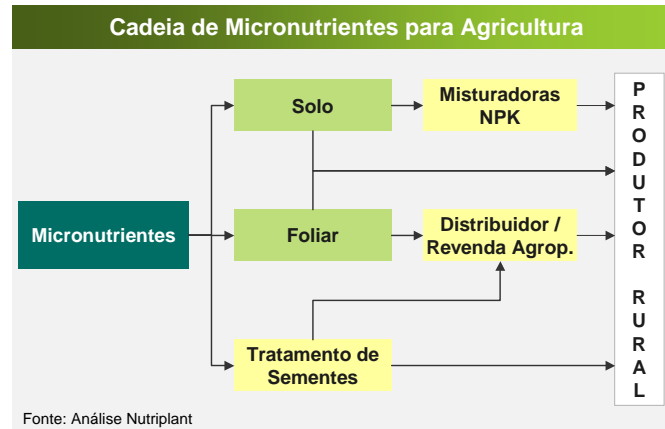 Cadeia de Micronutrientes para Agricultura
Solo
Misturadoras
NPK
Micronutrientes
Foliar
Distribuidor /
Revenda Agrop.
Tratamento de
Sementes
P
R
O
D
U
T
O
R
R
U
R
A
L
Fonte: Análise Nutriplant